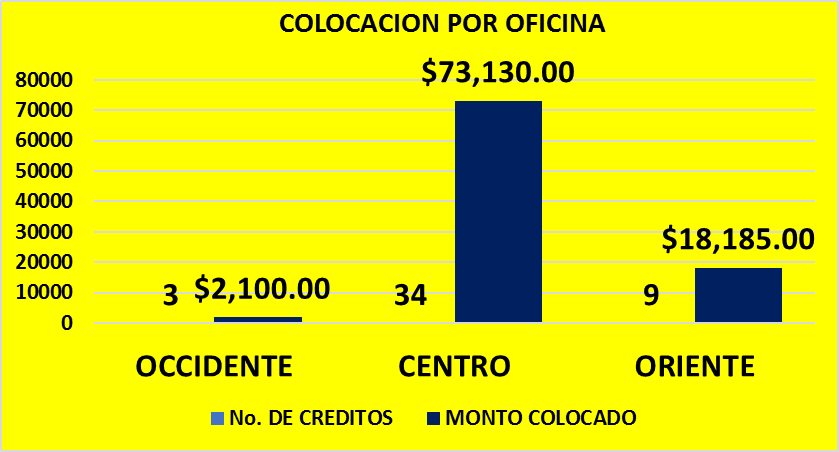 COLOCACION POR OFICINA
80000
70000
60000
50000
40000
30000
20000
10000
0
3
$2,100.00
34
$73,130.00
9
$18,185.00
OCCIDENTE
CENTRO
ORIENTE
No. DE CREDITOS
MONTO COLOCADO